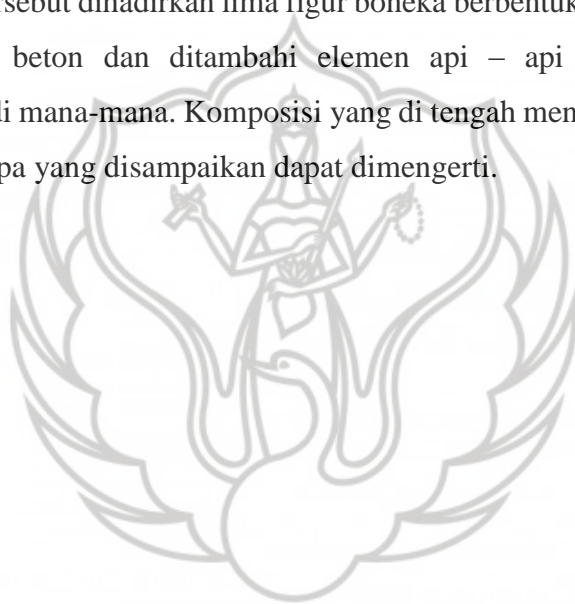 rsebut dihadirkan lima figur boneka berbentuk
beton dan ditambahi elemen api – api
di mana-mana. Komposisi yang di tengah men
pa yang disampaikan dapat dimengerti.